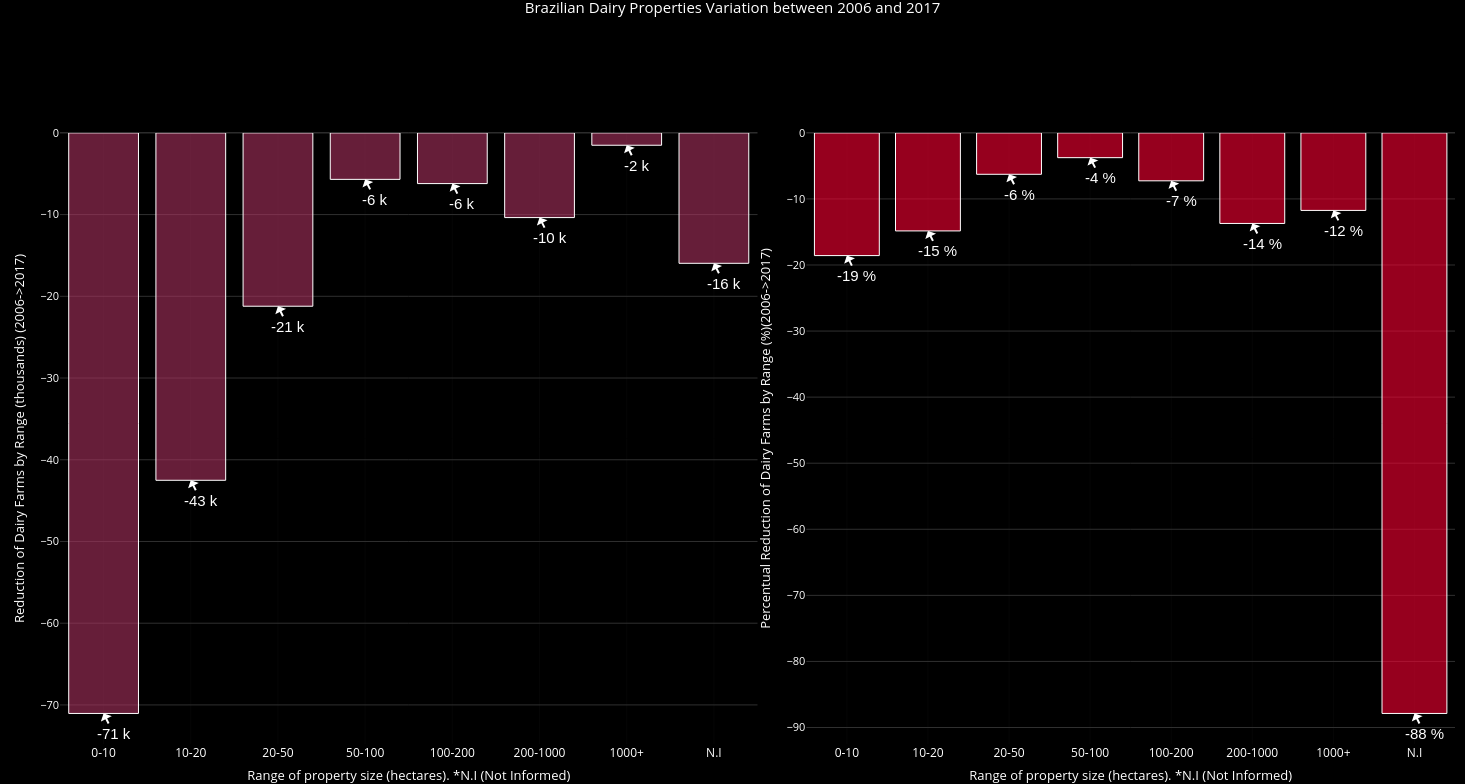 Brazilian Dairy Properties Variation between 2006 and 2017
Reduction of Dairy Farms by Range (thousands) (2006->2017)
0
−10
−20
−30
−40
−50
−60
−70
-71 k
-43 k
-21 k
-6 k
-6 k
-10 k
-2 k
-16 k
0-10
10-20
20-50
50-100
100-200
200-1000
1000+
N.I
Range of property size (hectares). *N.I (Not Informed)
Percentual Reduction of Dairy Farms by Range (%)(2006->2017)
0
−10
−20
−30
−40
−50
−60
−70
−80
−90
-19 %
-15 %
-6 %
-4 %
-7 %
-14 %
-12 %
-88 %
0-10
10-20
20-50
50-100
100-200
200-1000
1000+
N.I
Range of property size (hectares). *N.I (Not Informed)